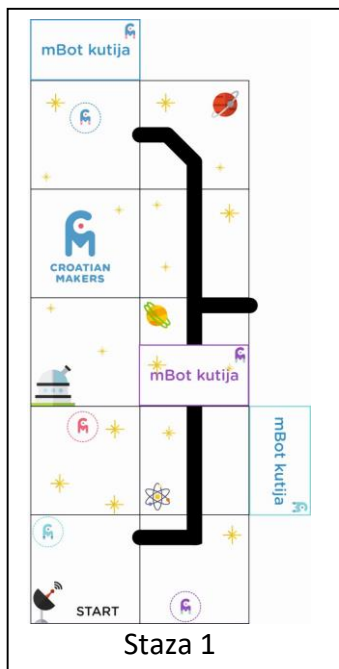 mBot kutija
CROATIAN
MAKERS
mBot kutija
mBot kutija
START
Staza 1